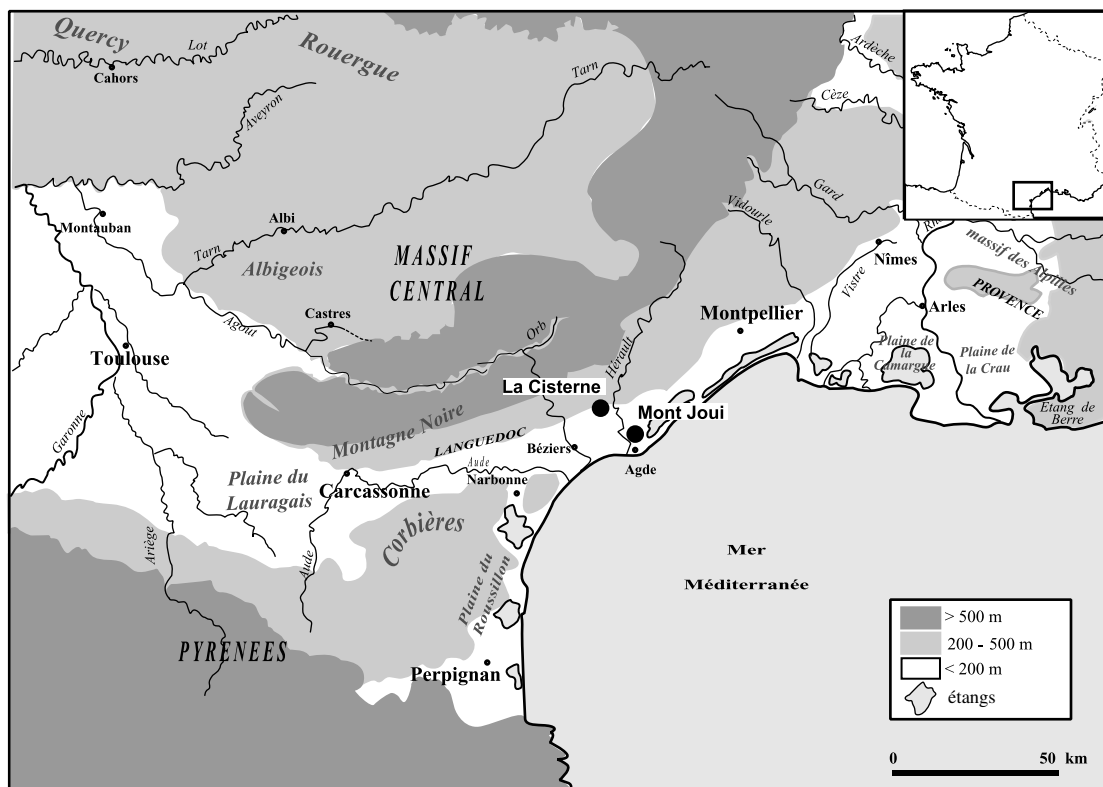 Quercy
Lot
Cahors
Rouergue
Aveyron
Tarn
Ardèche
Cèze
Gard
Vidourle
Montauban
Albi
Tarn
Albigeois
MASSIF
CENTRAL
Nîmes
Vistre
massif des Alpilles
PROVENCE
Arles
Agout
Castres
Toulouse
Garonne
Orb
Hérault
Montpellier
Plaine de
la
Camargue
Plaine de
la Crau
Etang de
Berre
La Cisterne
Mont Joui
Montagne Noire
LANGUEDOC
Béziers
Agde
Plaine du
Lauragais
Carcassonne
Aude
Narbonne
Corbières
Ariège
Aude
Plaine du
Roussillon
Mer
Méditerranée
PYRENEES
Perpignan
> 500 m
200 - 500 m
< 200 m
étangs
0 50 km